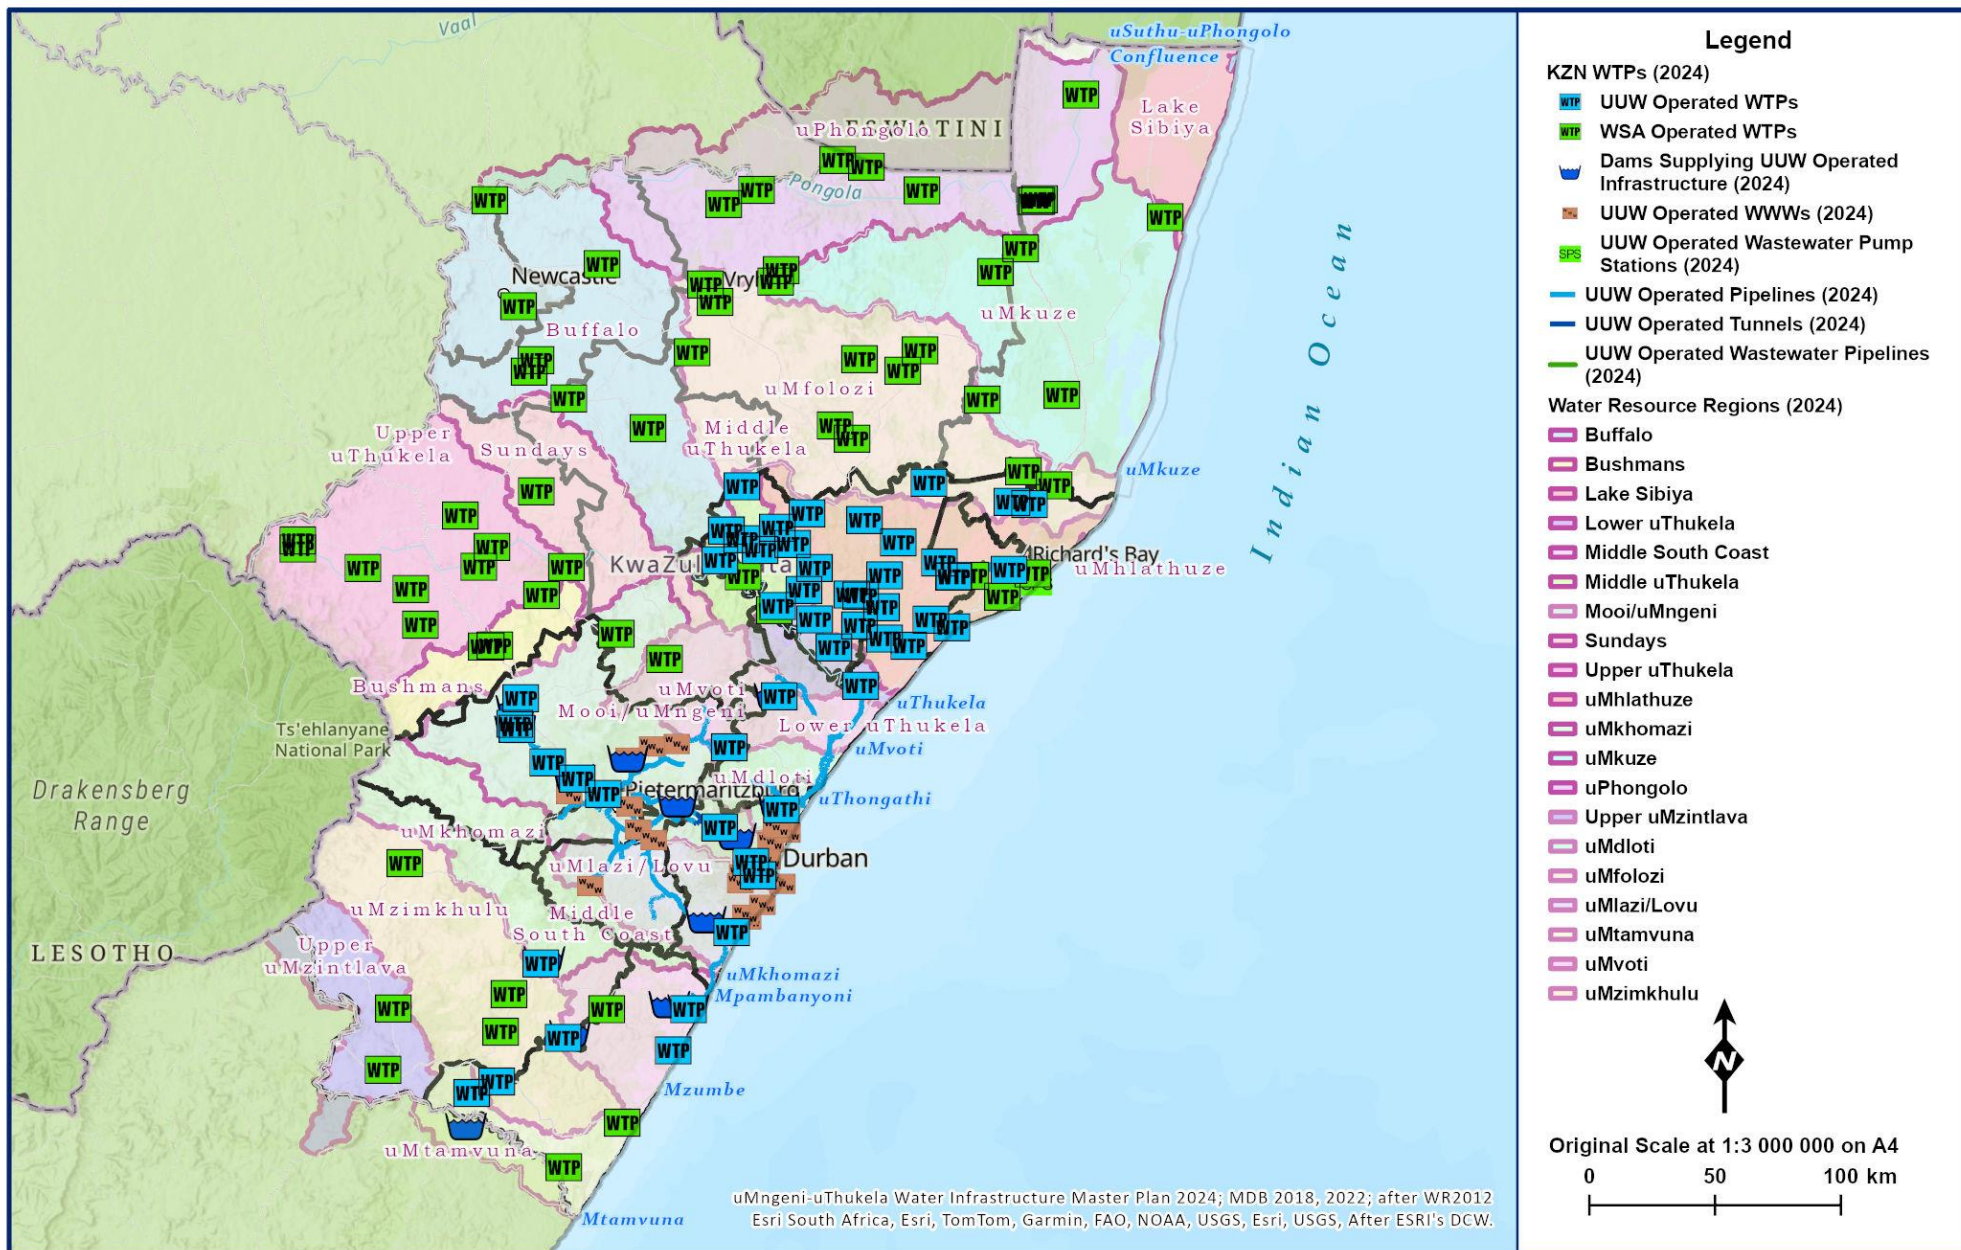 Vaal
uSuthu-uPhongolo
Confluence
Lake
Sibiya
uPhongolo
ESWATINI
Pongola
Newcastle
Buffalo
uMkuze
Indian Ocean
uMfolozi
Upper
uThukela
Sundays
Middle
uThukela
uMkuze
Richard's Bay
uMhlathuze
Bushmans
uMvoti
Mooi/uMngeni
uThukela
Lower uThukela
Ts'ehlanyane
National Park
uMvoti
Drakensberg
Range
uMdloti
Pietermaritzburg
uThongathi
uMkhomazi
uMlazi/Lovu
Durban
uMzimkhulu
Middle
South Coast
LESOTHO
Upper
uMzintlava
uMkhomazi
Mpambanyoni
Mzumbe
uMtamvuna
Mtamvuna
WTP
SPS
uMngeni-uThukela Water Infrastructure Master Plan 2024; MDB 2018, 2022; after WR2012
Esri South Africa, Esri, TomTom, Garmin, FAO, NOAA, USGS, Esri, USGS, After ESRI's DCW.
Legend
KZN WTPs (2024)
WTP UUW Operated WTPs
WTP WSA Operated WTPs
Dams Supplying UUW Operated
Infrastructure (2024)
UUW Operated WWWs (2024)
UUW Operated Wastewater Pump
SPS Stations (2024)
UUW Operated Pipelines (2024)
UUW Operated Tunnels (2024)
UUW Operated Wastewater Pipelines
(2024)
Water Resource Regions (2024)
Buffalo
Bushmans
Lake Sibiya
Lower uThukela
Middle South Coast
Middle uThukela
Mooi/uMngeni
Sundays
Upper uThukela
uMhlathuze
uMkhomazi
uMkuze
uPhongolo
Upper uMzintlava
uMdloti
uMfolozi
uMlazi/Lovu
uMtamvuna
uMvoti
uMzimkhulu
N
Original Scale at 1:3 000 000 on A4
0 50 100 km